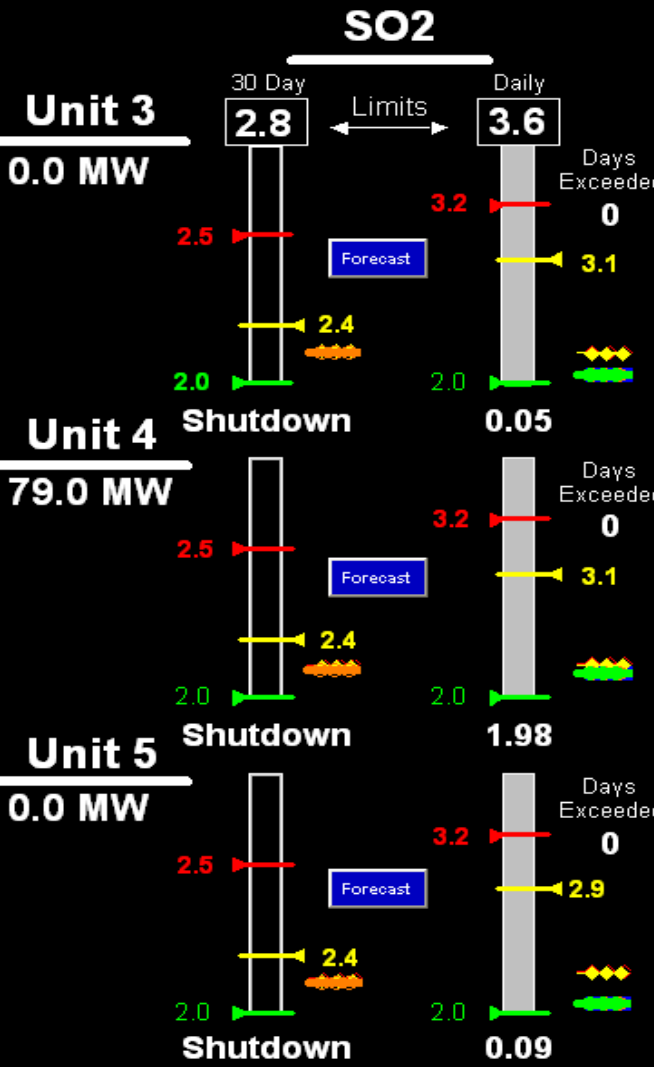 SO2
30 Day
Daily
Unit 3
2.8
Limits
3.6
0.0 MW
Days
Exceeded
0
3.2
2.5
Forecast
3.1
2.4
2.0
2.0
Shutdown
0.05
Unit 4
79.0 MW
Days
Exceeded
0
3.2
2.5
Forecast
3.1
2.4
2.0
2.0
Shutdown
1.98
Unit 5
0.0 MW
Days
Exceeded
0
3.2
2.5
Forecast
2.9
2.4
2.0
2.0
Shutdown
0.09